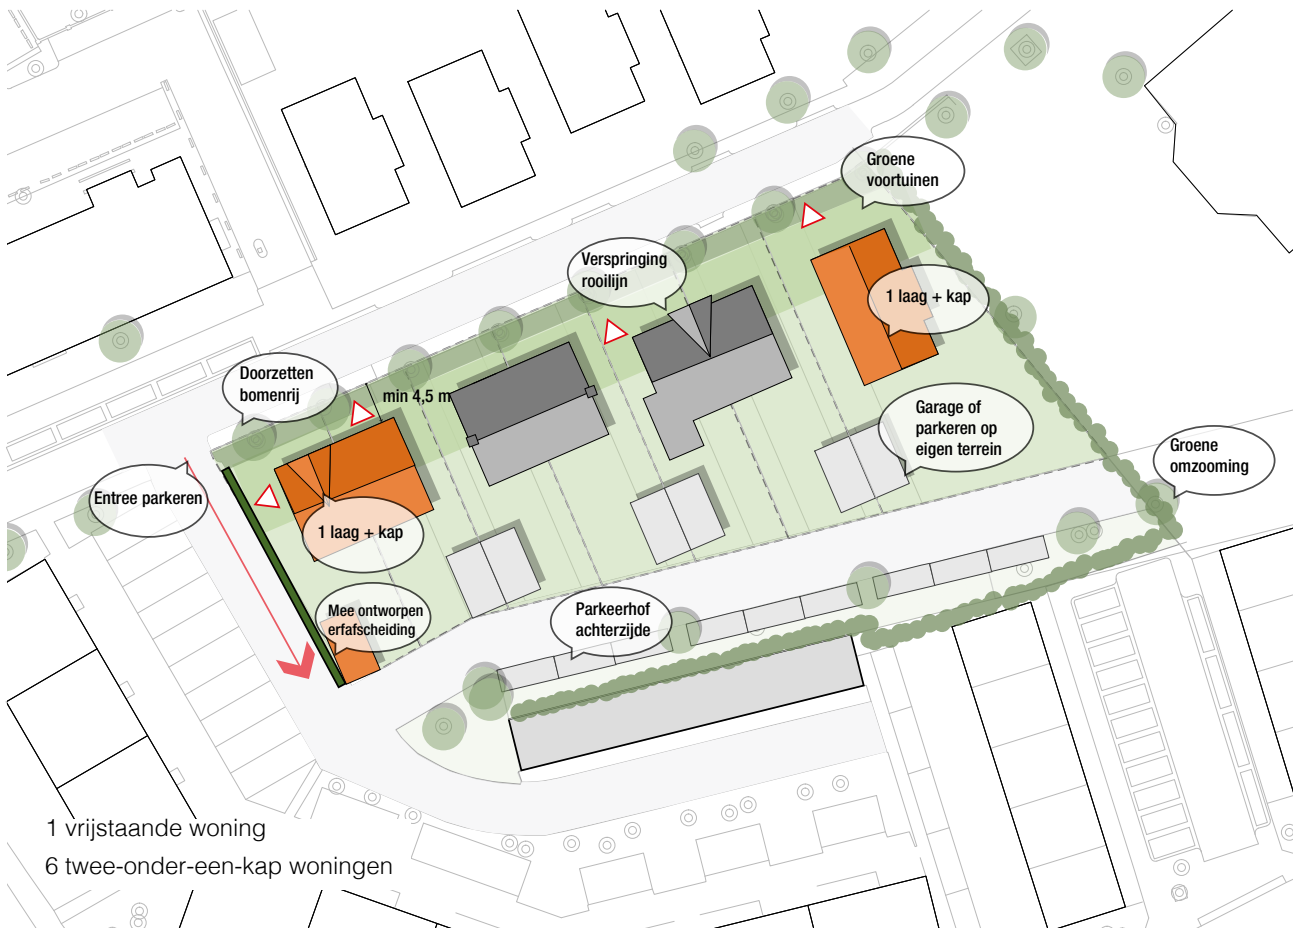 Groene
voortuinen
Verspringing
rooilijn
1 laag + kap
Doorzetten
bomenrij
min 4,5 m
Garage of
parkeren op
eigen terrein
Groene
omzooming
Entree parkeren
1 laag + kap
Mee ontworpen
erfafscheiding
Parkeerhof
achterzijde
1 vrijstaande woning
6 twee-onder-een-kap woningen